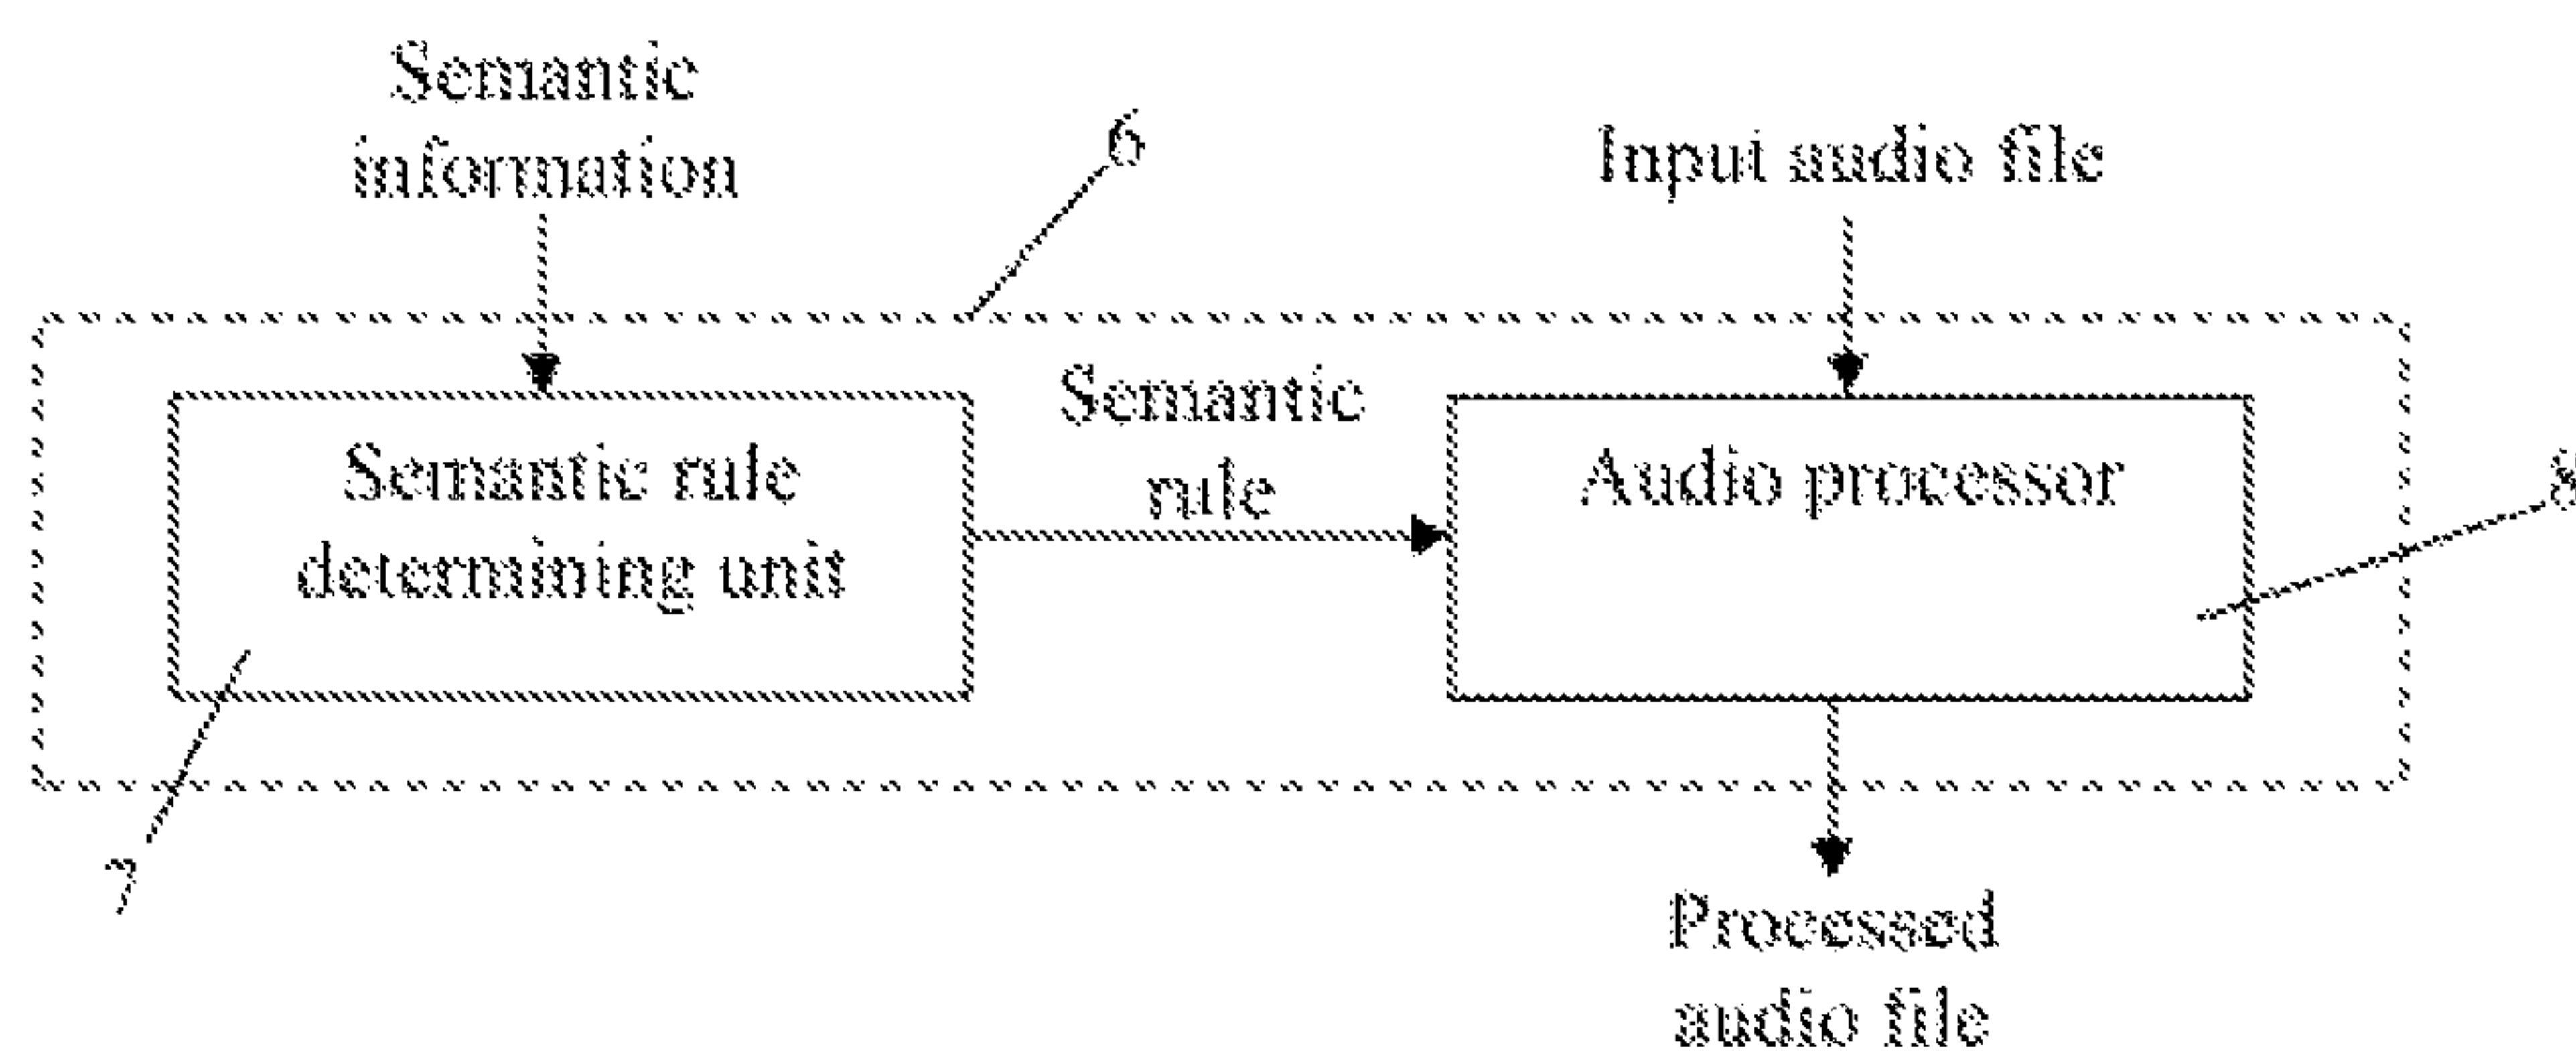 Semantic
information
6
Input audio file
Semantic rule
determining unit
Semantic
rule
Audio processor
8
7
Processed
audio file